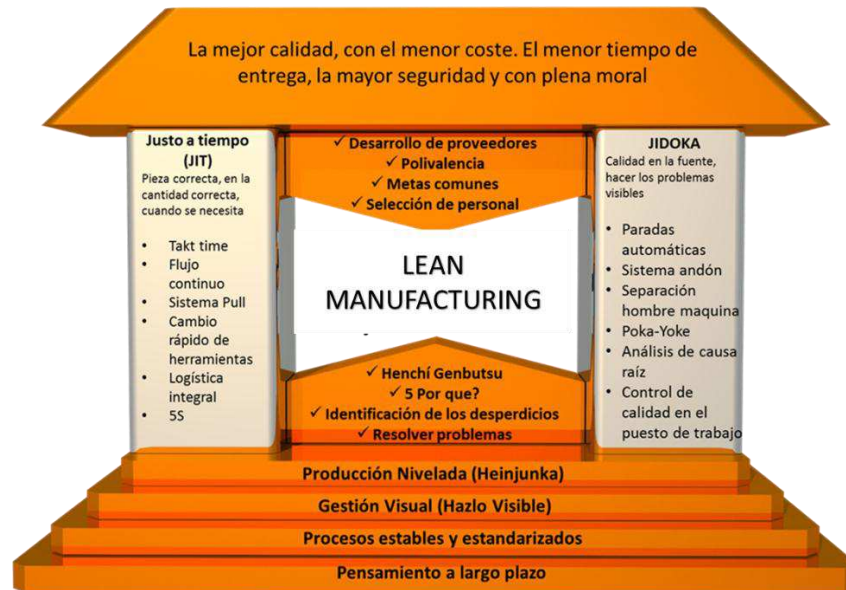 La mejor calidad, con el menor coste. El menor tiempo de
entrega, la mayor seguridad y con plena moral
Justo a tiempo
(JIT)
Pieza correcta, en la
cantidad correcta,
cuando se necesita
• Takt time
• Flujo
continuo
• Sistema Pull
• Cambio
rápido de
herramientas
• Logística
integral
• 5S
✓ Desarrollo de proveedores
✓ Polivalencia
✓ Metas comunes
✓ Selección de personal
LEAN
MANUFACTURING
✓ Henchí Genbutsu
✓ 5 Por que?
✓ Identificación de los desperdicios
✓ Resolver problemas
JIDOKA
Calidad en la fuente,
hacer los problemas
visibles
• Paradas
automáticas
• Sistema andón
• Separación
hombre maquina
• Poka-Yoke
• Análisis de causa
raíz
• Control de
calidad en el
puesto de trabajo
Producción Nivelada (Heinjunka)
Gestión Visual (Hazlo Visible)
Procesos estables y estandarizados
Pensamiento a largo plazo